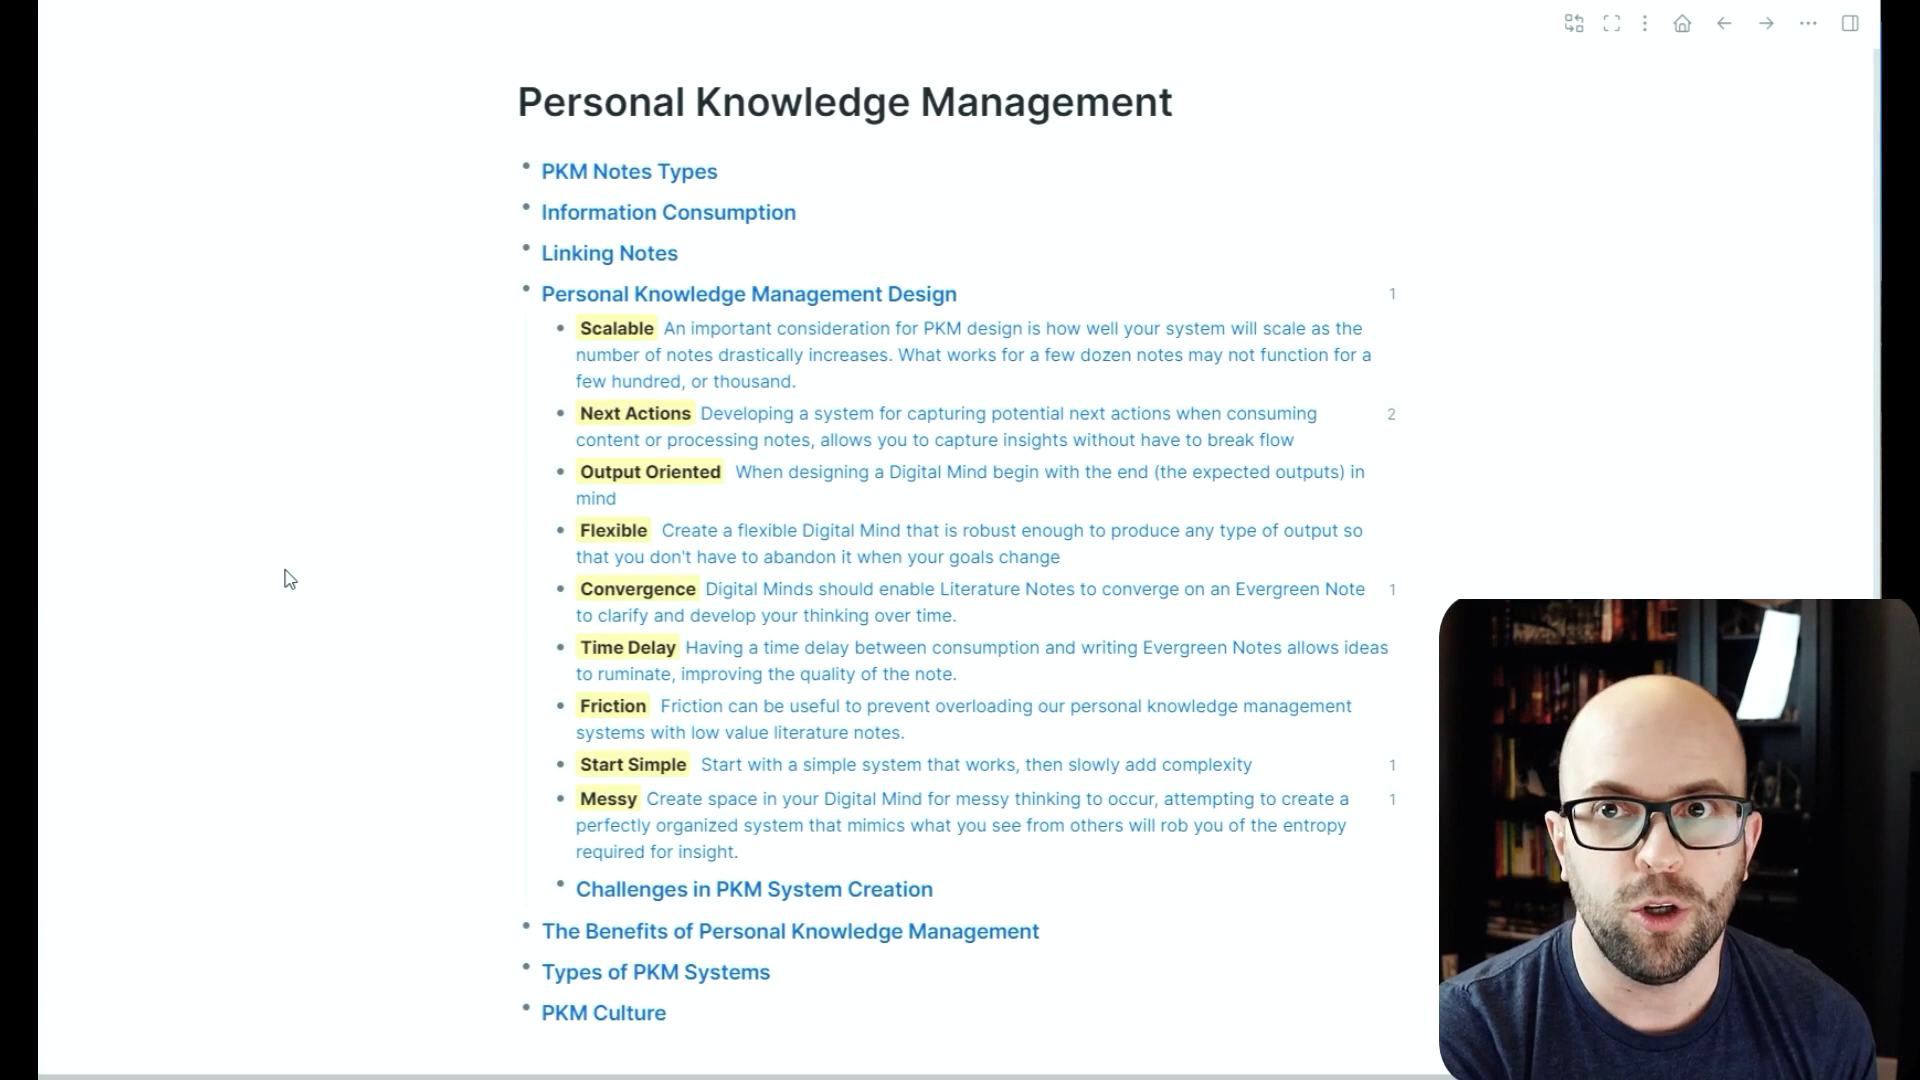 Personal Knowledge Management
PKM Notes Types
Information Consumption
Linking Notes
Personal Knowledge Management Design 1
Scalable An important consideration for PKM design is how well your system will scale as the
number of notes drastically increases. What works for a few dozen notes may not function for a
few hundred, or thousand.
Next Actions Developing a system for capturing potential next actions when consuming 2
content or processing notes, allows you to capture insights without have to break flow
Output Oriented When designing a Digital Mind begin with the end (the expected outputs) in
mind
Flexible Create a flexible Digital Mind that is robust enough to produce any type of output so
that you don't have to abandon it when your goals change
Convergence Digital Minds should enable Literature Notes to converge on an Evergreen Note 1
to clarify and develop your thinking over time.
Time Delay Having a time delay between consumption and writing Evergreen Notes allows ideas
to ruminate, improving the quality of the note.
Friction Friction can be useful to prevent overloading our personal knowledge management
systems with low value literature notes.
Start Simple Start with a simple system that works, then slowly add complexity 1
Messy Create space in your Digital Mind for messy thinking to occur, attempting to create a 1
perfectly organized system that mimics what you see from others will rob you of the entropy
required for insight.
Challenges in PKM System Creation
The Benefits of Personal Knowledge Management
Types of PKM Systems
PKM Culture